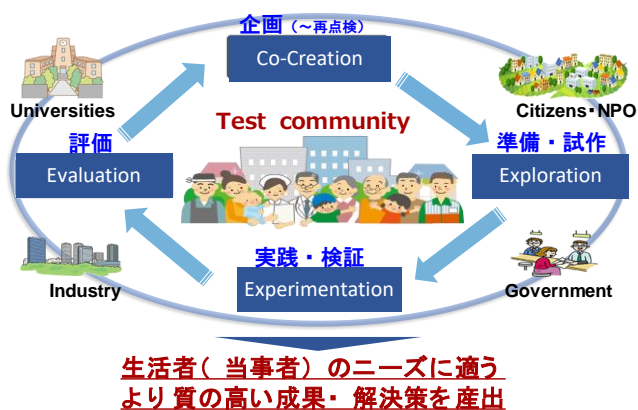 企画(~再点検)
Co-Creation
Universities
Citizens・NPO
Test community
評価
Evaluation
準備・試作
Exploration
実践・検証
Experimentation
Industry
Government
生活者(当事者)のニーズに適う
より質の高い成果・解決策を産出